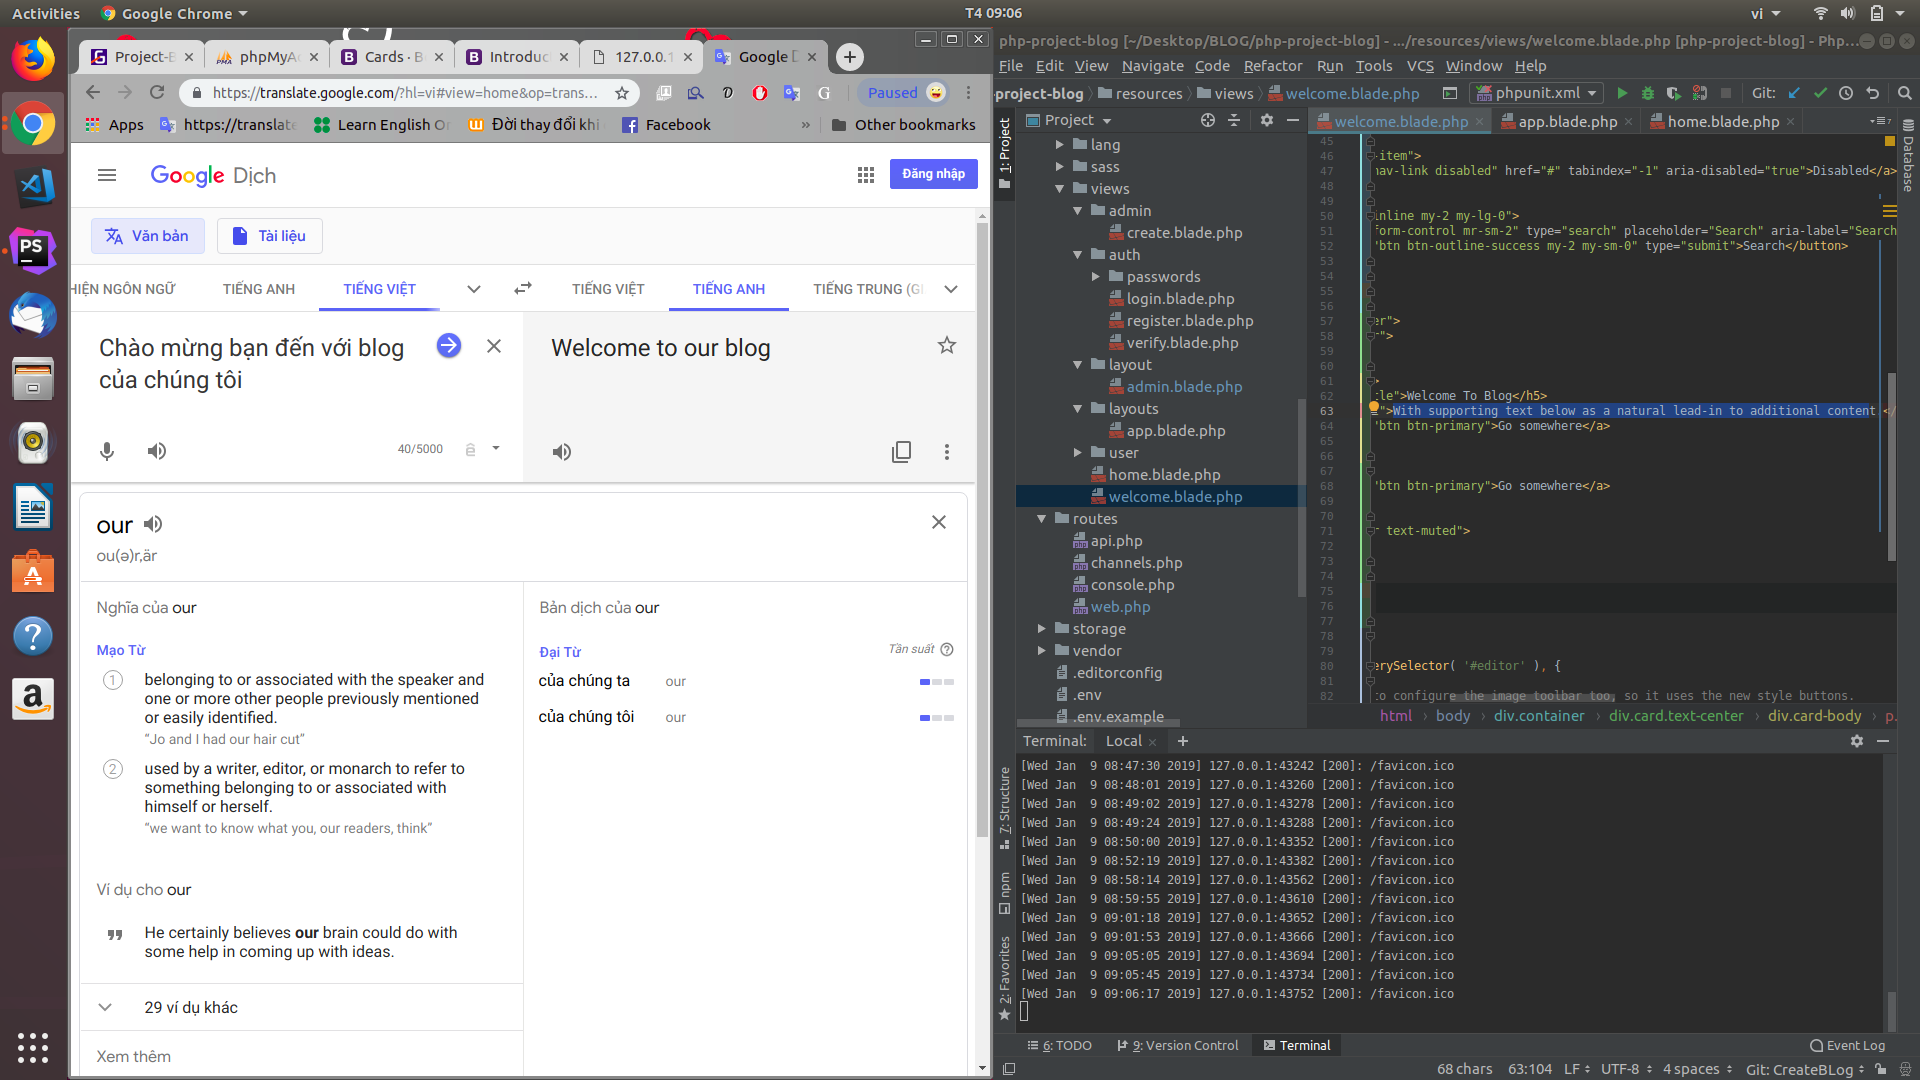 Activities
Google Chrome
T4 09:06
vi
Project-B
phpMyAd
Cards · B
Introduct
127.0.0.1
Google D
https://translate.google.com/?hl=vi#view=home&op=trans...
Paused
Apps
https://translate
Learn English On
Đời thay đổi khi
Facebook
»
Other bookmarks
Google Dịch
Đăng nhập
Văn bản
Tài liệu
HIỆN NGÔN NGỮ
TIẾNG ANH
TIẾNG VIỆT
TIẾNG VIỆT
TIẾNG ANH
TIẾNG TRUNG (GI
Chào mừng bạn đến với blog
của chúng tôi
40/5000
Welcome to our blog
our
ou(ə)r,är
Nghĩa của our
Mạo Từ
1
belonging to or associated with the speaker and
one or more other people previously mentioned
or easily identified.
“Jo and I had our hair cut”
2
used by a writer, editor, or monarch to refer to
something belonging to or associated with
himself or herself.
“we want to know what you, our readers, think”
Ví dụ cho our
He certainly believes our brain could do with
some help in coming up with ideas.
29 ví dụ khác
Xem thêm
Bản dịch của our
Đại Từ
Tần suất
của chúng ta our
của chúng tôi our
php-project-blog [~/Desktop/BLOG/php-project-blog] - .../resources/views/welcome.blade.php [php-project-blog] - Php...
File Edit View Navigate Code Refactor Run Tools VCS Window Help
-project-blog resources views welcome.blade.php
phpunit.xml
Git:
Project
1: Project
lang
sass
views
admin
create.blade.php
auth
passwords
login.blade.php
register.blade.php
verify.blade.php
layout
admin.blade.php
layouts
app.blade.php
user
home.blade.php
welcome.blade.php
routes
api.php
channels.php
console.php
web.php
storage
vendor
.editorconfig
.env
.env.example
welcome.blade.php
app.blade.php
home.blade.php
Database
45
46 -item">
47 nav-link disabled" href="#" tabindex="-1" aria-disabled="true">Disabled</a>
48
49
50 inline my-2 my-lg-0">
51 form-control mr-sm-2" type="search" placeholder="Search" aria-label="Search
52 "btn btn-outline-success my-2 my-sm-0" type="submit">Search</button>
53
54
55
56
57 er">
58 r">
59
60
61 >
62 tle">Welcome To Blog</h5>
63 t">With supporting text below as a natural lead-in to additional content.</
64 "btn btn-primary">Go somewhere</a>
65
66
67
68 "btn btn-primary">Go somewhere</a>
69
70
71 r text-muted">
72
73
74
75
76
77
78
79
80 erySelector( '#editor' ), {
81
82 to configure the image toolbar too, so it uses the new style buttons.
html › body › div.container › div.card.text-center › div.card-body › p.
Terminal: Local
[Wed Jan  9 08:47:30 2019] 127.0.0.1:43242 [200]: /favicon.ico
[Wed Jan  9 08:48:01 2019] 127.0.0.1:43260 [200]: /favicon.ico
[Wed Jan  9 08:49:02 2019] 127.0.0.1:43278 [200]: /favicon.ico
[Wed Jan  9 08:49:24 2019] 127.0.0.1:43288 [200]: /favicon.ico
[Wed Jan  9 08:50:00 2019] 127.0.0.1:43352 [200]: /favicon.ico
[Wed Jan  9 08:52:19 2019] 127.0.0.1:43382 [200]: /favicon.ico
[Wed Jan  9 08:58:14 2019] 127.0.0.1:43562 [200]: /favicon.ico
[Wed Jan  9 08:59:55 2019] 127.0.0.1:43610 [200]: /favicon.ico
[Wed Jan  9 09:01:18 2019] 127.0.0.1:43652 [200]: /favicon.ico
[Wed Jan  9 09:01:53 2019] 127.0.0.1:43666 [200]: /favicon.ico
[Wed Jan  9 09:05:05 2019] 127.0.0.1:43694 [200]: /favicon.ico
[Wed Jan  9 09:05:45 2019] 127.0.0.1:43734 [200]: /favicon.ico
[Wed Jan  9 09:06:17 2019] 127.0.0.1:43752 [200]: /favicon.ico
7: Structure
npm
2: Favorites
6: TODO
9: Version Control
Terminal
Event Log
68 chars 63:104 LF UTF-8 4 spaces Git: CreateBLog